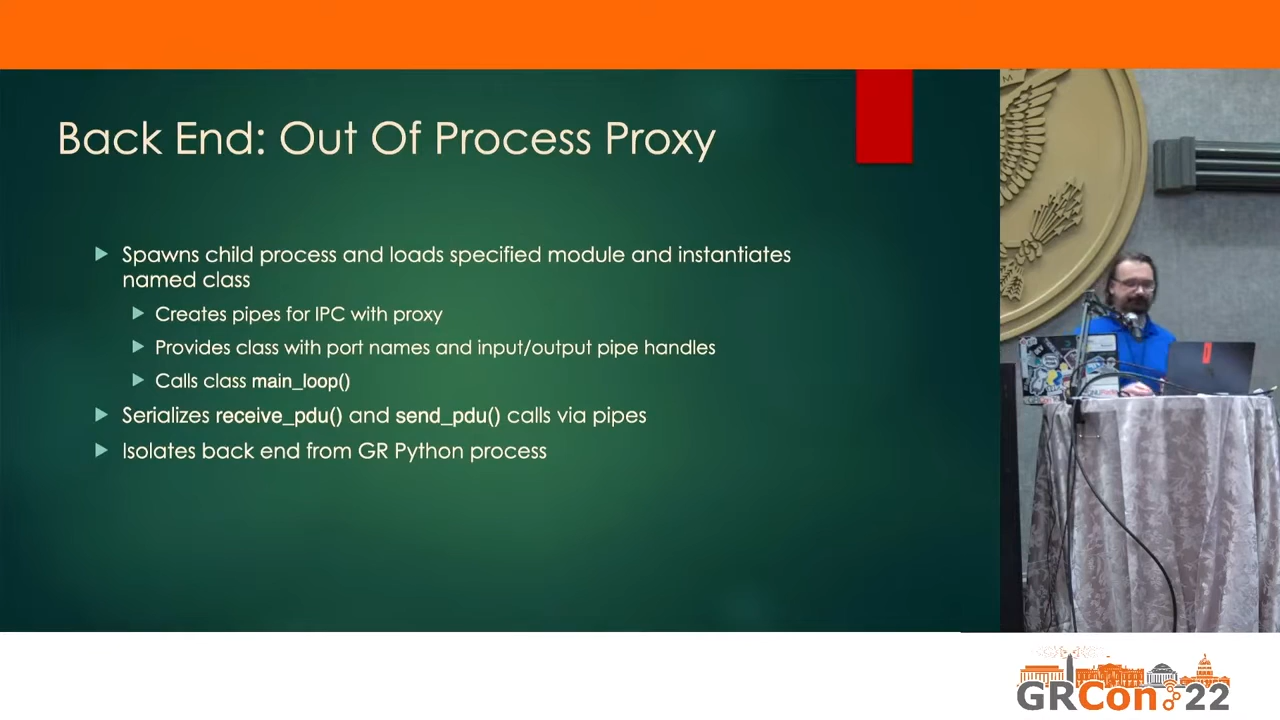 Back End: Out Of Process Proxy
Spawns child process and loads specified module and instantiates
named class
Creates pipes for IPC with proxy
Provides class with port names and input/output pipe handles
Calls class main_loop()
Serializes receive_pdu() and send_pdu() calls via pipes
Isolates back end from GR Python process
GRCon 22